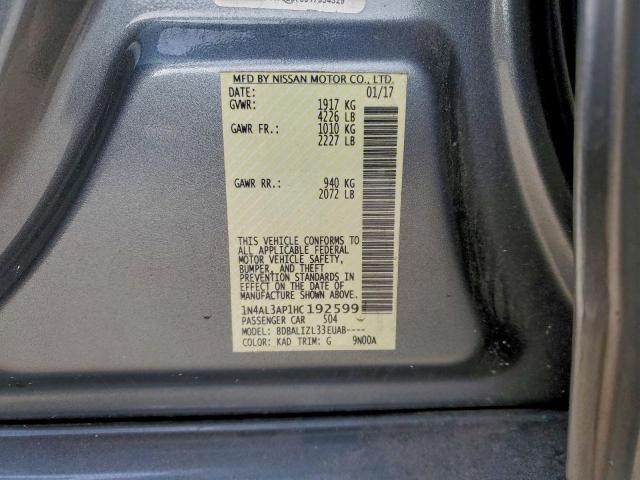 MFD BY NISSAN MOTOR CO., LTD.
DATE: 01/17
GVWR: 1917 KG
4226 LB
GAWR FR.: 1010 KG
2227 LB
GAWR RR.: 940 KG
2072 LB
THIS VEHICLE CONFORMS TO
ALL APPLICABLE FEDERAL
MOTOR VEHICLE SAFETY,
BUMPER, AND THEFT
PREVENTION STANDARDS IN
EFFECT ON THE DATE OF
MANUFACTURE SHOWN ABOVE.
1N4AL3AP1HC192599
PASSENGER CAR 504
MODEL: BDBALIZL33EUAB----
COLOR: KAD TRIM: G 9N00A